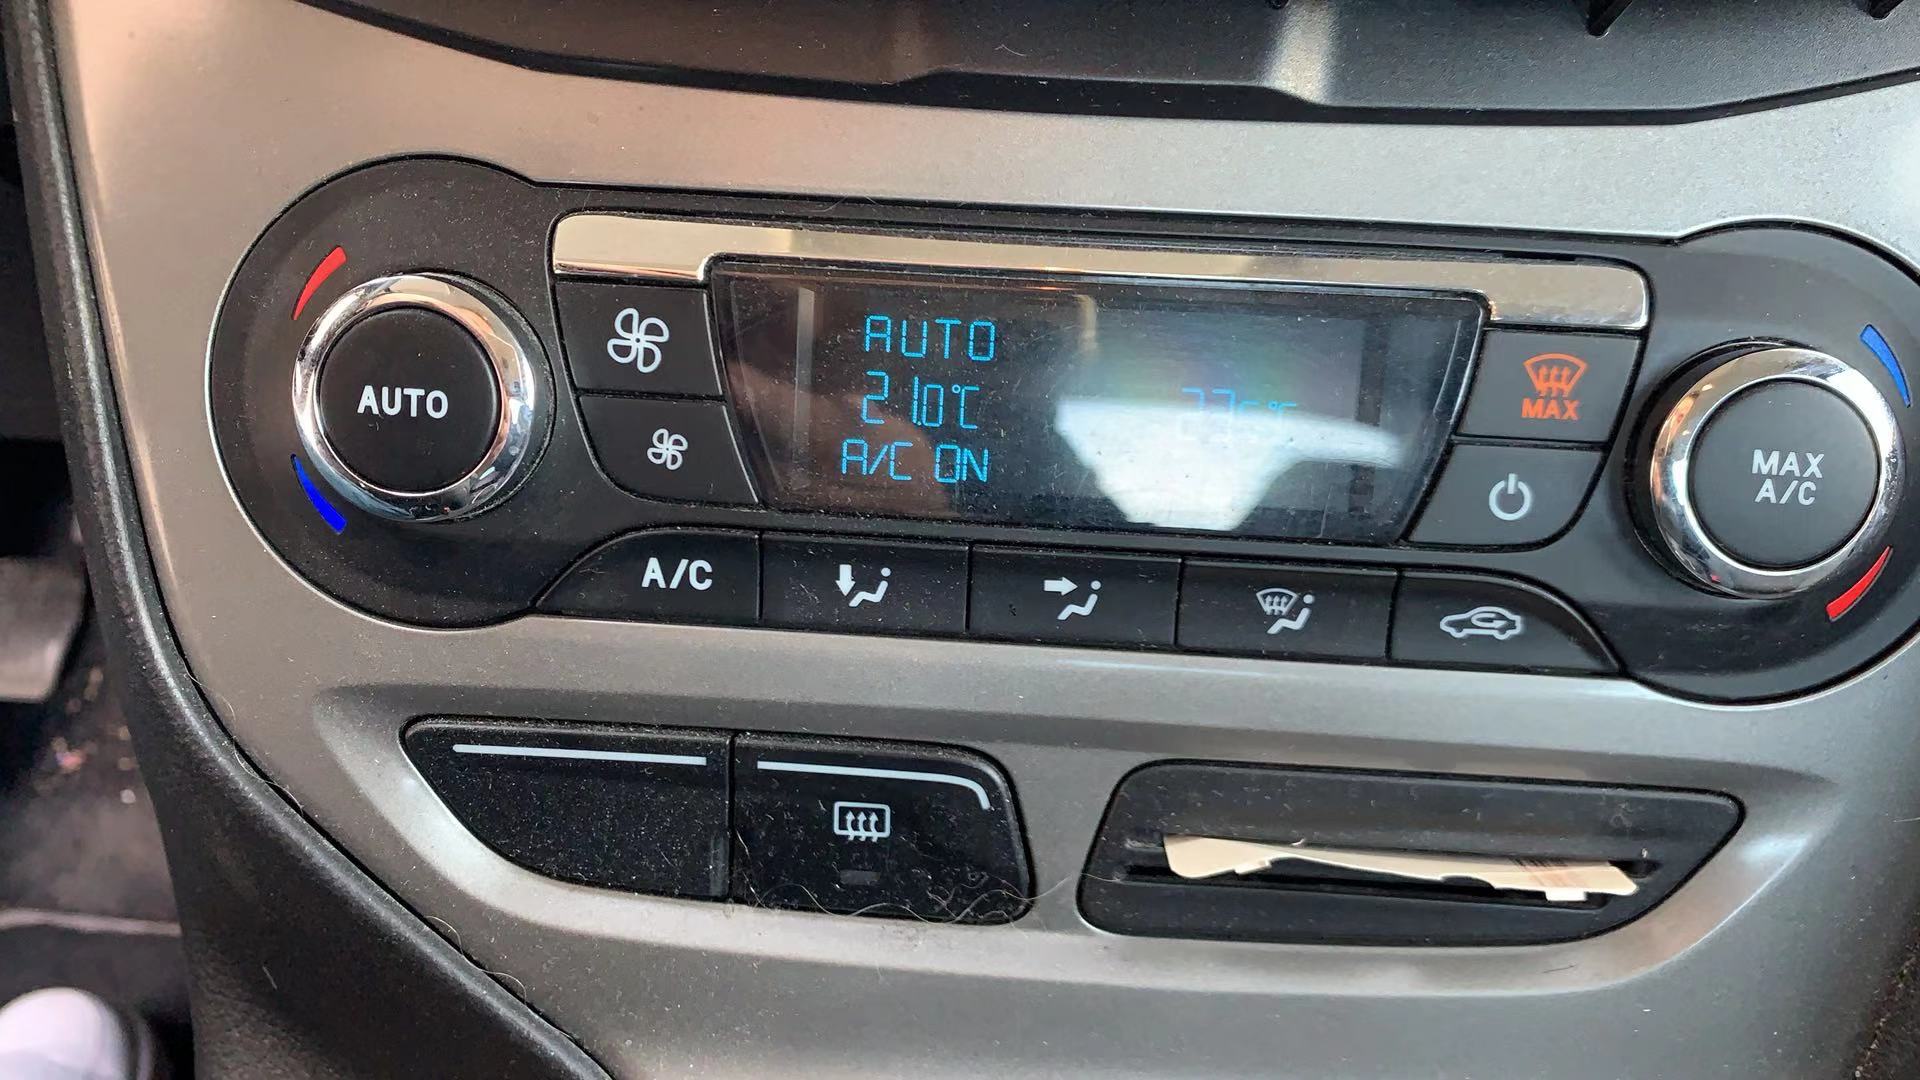 AUTO
AUTO
21.0°C
A/C ON
MAX
MAX
A/C
A/C